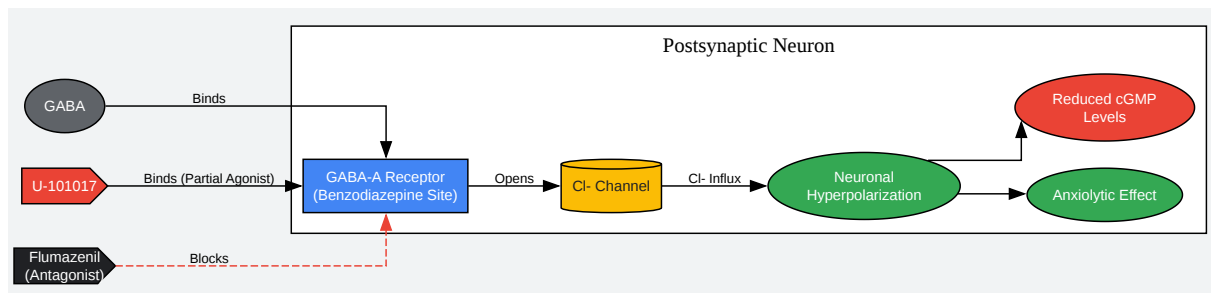 Postsynaptic Neuron
GABA
Binds
U-101017
Binds (Partial Agonist)
Flumazenil
(Antagonist)
Blocks
GABA-A Receptor
(Benzodiazepine Site)
Opens
Cl- Channel
Cl- Influx
Neuronal
Hyperpolarization
Reduced cGMP
Levels
Anxiolytic Effect